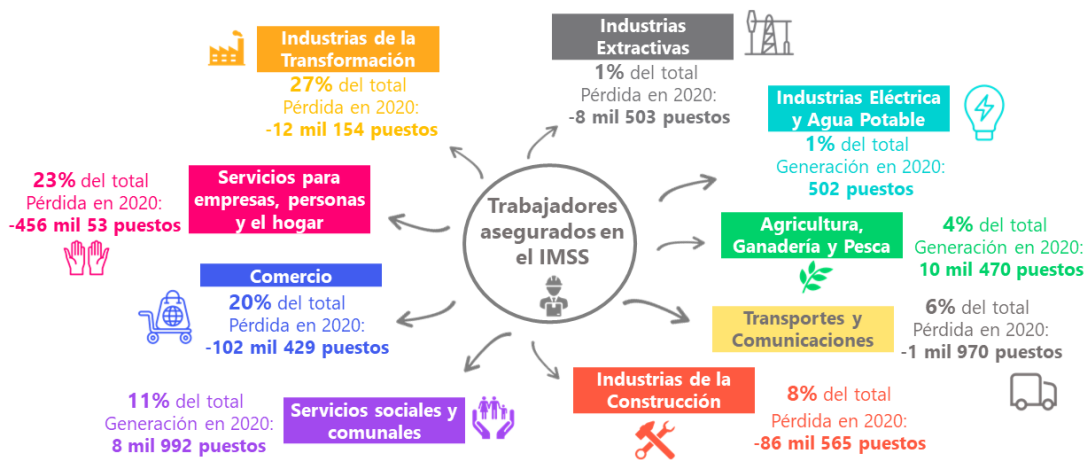 Trabajadores
asegurados en
el IMSS
Industrias de la
Transformación
27% del total
Pérdida en 2020:
-12 mil 154 puestos
Industrias
Extractivas
1% del total
Pérdida en 2020:
-8 mil 503 puestos
Industrias Eléctrica
y Agua Potable
1% del total
Generación en 2020:
502 puestos
Servicios para
empresas, personas
y el hogar
23% del total
Pérdida en 2020:
-456 mil 53 puestos
Agricultura,
Ganadería y Pesca
4% del total
Generación en 2020:
10 mil 470 puestos
Comercio
20% del total
Pérdida en 2020:
-102 mil 429 puestos
Transportes y
Comunicaciones
6% del total
Pérdida en 2020:
-1 mil 970 puestos
Servicios sociales y
comunales
11% del total
Generación en 2020:
8 mil 992 puestos
Industrias de la
Construcción
8% del total
Pérdida en 2020:
-86 mil 565 puestos